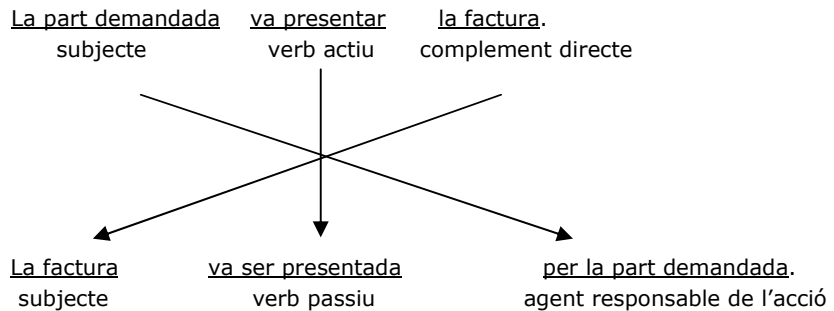 La part demandada va presentar la factura.
subjecte verb actiu complement directe
La factura va ser presentada per la part demandada.
subjecte verb passiu agent responsable de l’acció